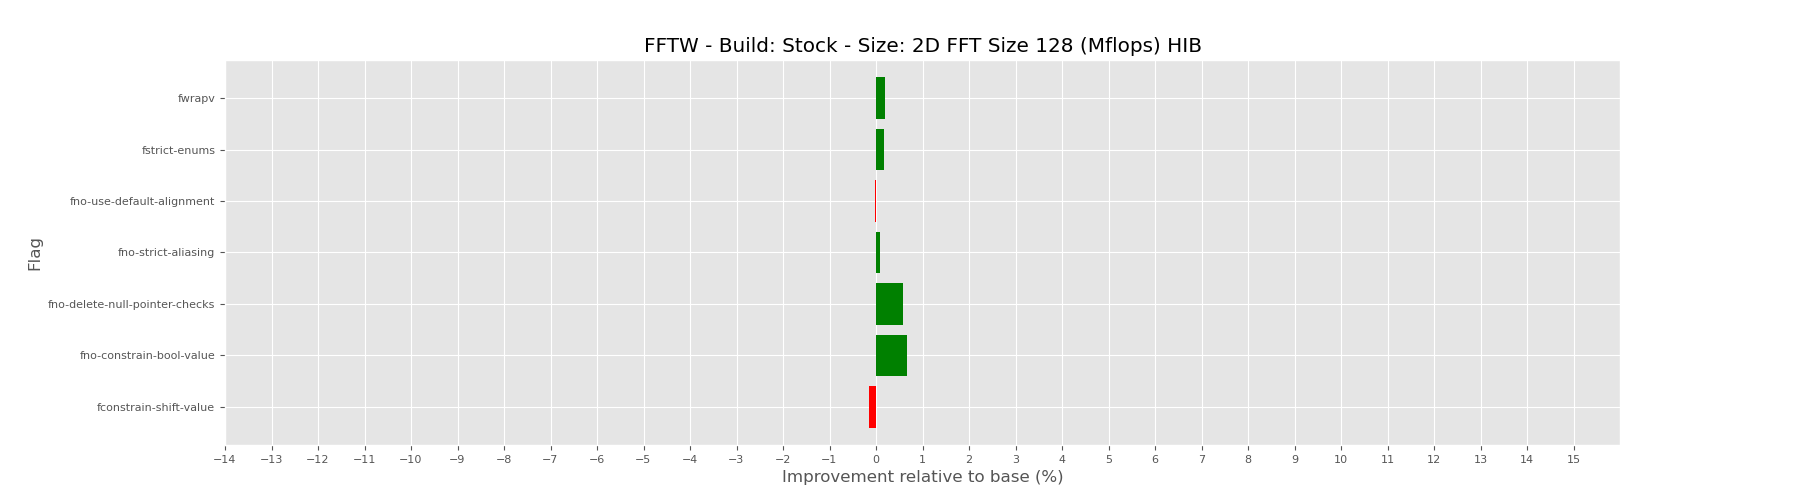 FFTW - Build: Stock - Size: 2D FFT Size 128 (Mflops) HIB
Flag
fwrapv
fstrict-enums
fno-use-default-alignment
fno-strict-aliasing
fno-delete-null-pointer-checks
fno-constrain-bool-value
fconstrain-shift-value
−14 −13 −12 −11 −10 −9 −8 −7 −6 −5 −4 −3 −2 −1 0 1 2 3 4 5 6 7 8 9 10 11 12 13 14 15
Improvement relative to base (%)